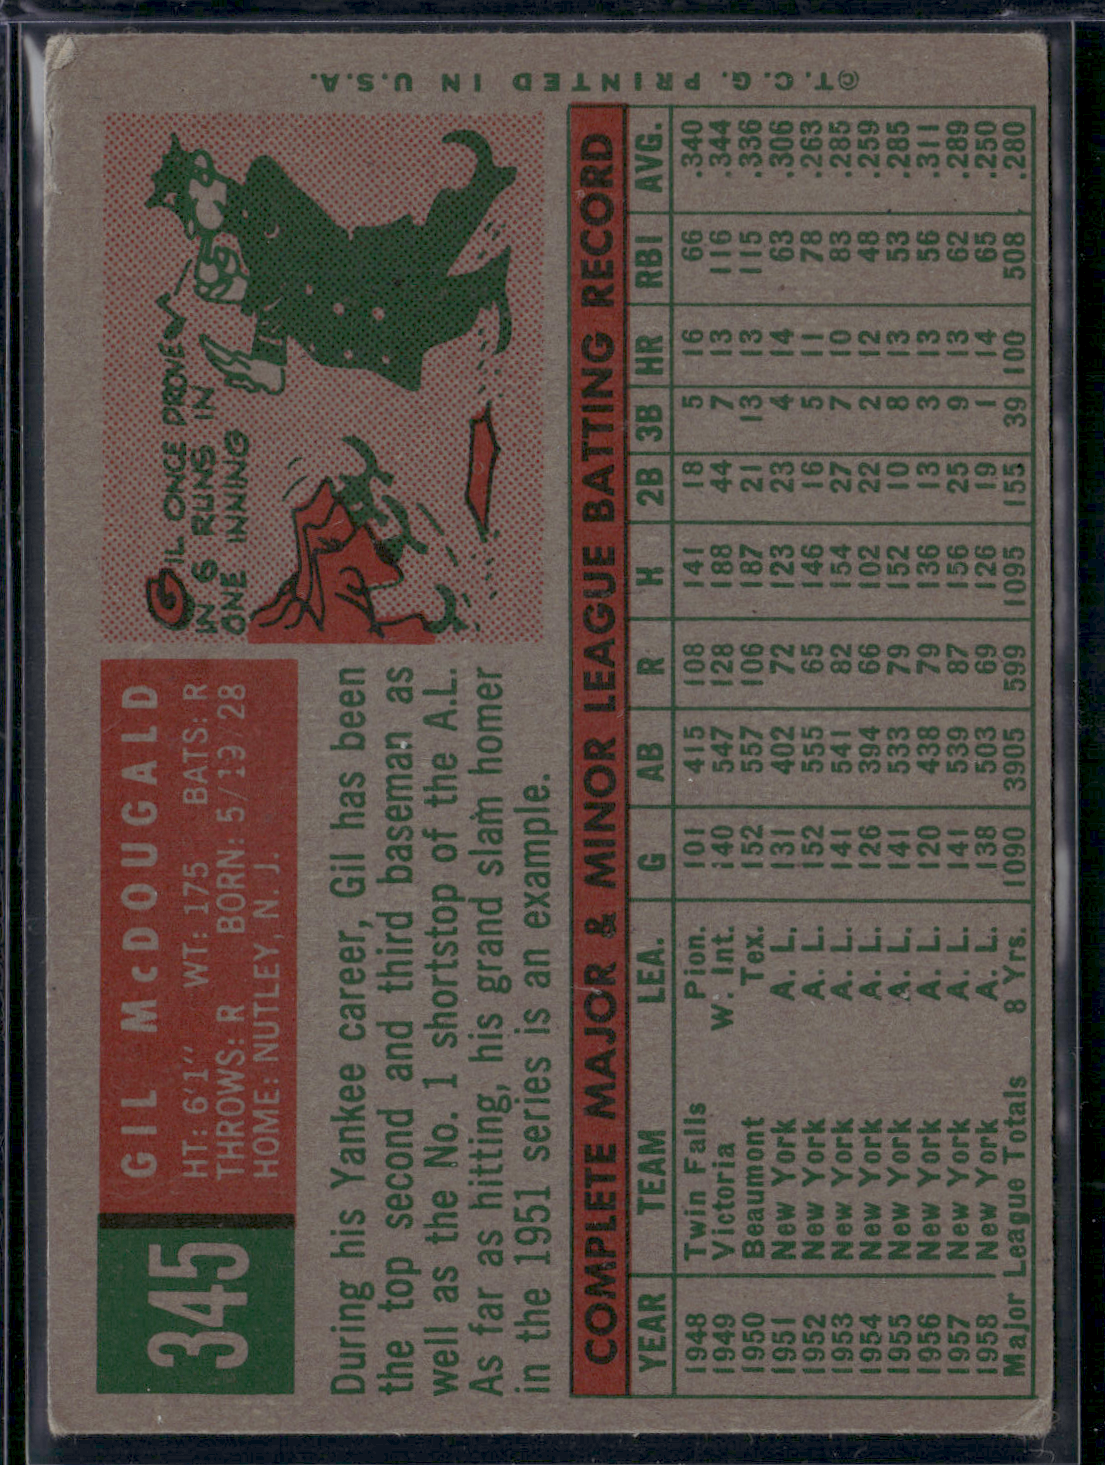 345
GIL McDOUGALD
HT: 6'1" WT: 175 BATS: R
THROWS: R BORN: 5/19/28
HOME: NUTLEY, N. J.
GIL ONCE DROVE
IN 6 RUNS IN
ONE INNING
During his Yankee career, Gil has been
the top second and third baseman as
well as the No. 1 shortstop of the A.L.
As far as hitting, his grand slam homer
in the 1951 series is an example.
COMPLETE MAJOR & MINOR LEAGUE BATTING RECORD
YEAR TEAM LEA. G AB R H 2B 3B HR RBI AVG.
1948 Twin Falls Pion. 101 415 108 141 18 5 16 66 .340
1949 Victoria W. Int. 140 547 128 188 44 7 13 116 .344
1950 Beaumont Tex. 152 557 106 187 21 13 13 115 .336
1951 New York A. L. 131 402 72 123 23 4 14 63 .306
1952 New York A. L. 152 555 65 146 16 5 11 78 .263
1953 New York A. L. 141 541 82 154 27 7 10 83 .285
1954 New York A. L. 126 394 66 102 22 2 12 48 .259
1955 New York A. L. 141 533 79 152 10 8 13 53 .285
1956 New York A. L. 120 438 79 136 13 3 13 56 .311
1957 New York A. L. 141 539 87 156 25 9 13 62 .289
1958 New York A. L. 138 503 69 126 19 1 14 65 .250
Major League Totals 8 Yrs. 1090 3905 599 1095 155 39 100 508 .280
©T.C.G. PRINTED IN U.S.A.